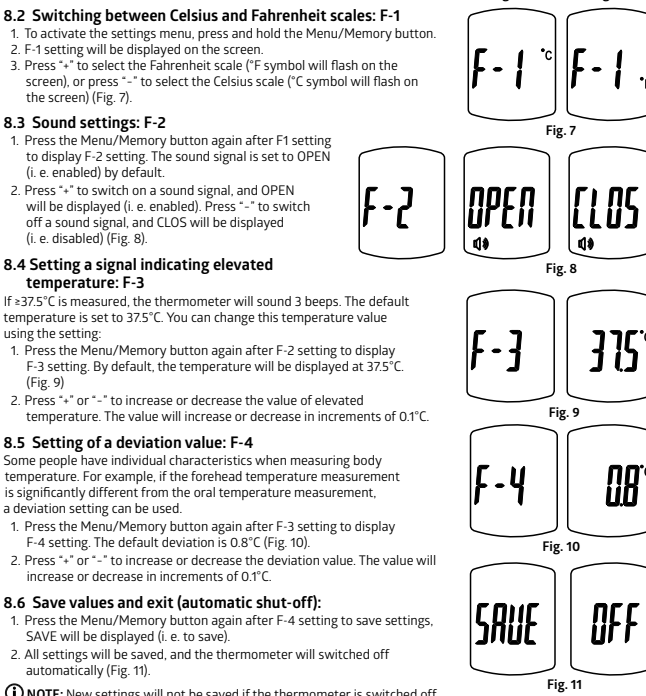 8.2 Switching between Celsius and Fahrenheit scales: F-1
1. To activate the settings menu, press and hold the Menu/Memory button.
2. F-1 setting will be displayed on the screen.
3. Press "+" to select the Fahrenheit scale (°F symbol will flash on
the screen), or press "-" to select the Celsius scale (°C symbol will flash on
the screen) (Fig. 7).
F-1 °C
F-1
Fig. 7
8.3 Sound settings: F-2
1. Press the Menu/Memory button again after F1 setting
to display F-2 setting. The sound signal is set to OPEN
(i. e. enabled) by default.
2. Press "+" to switch on a sound signal, and OPEN
will be displayed (i. e. enabled). Press "-" to switch
off a sound signal, and CLOS will be displayed
(i. e. disabled) (Fig. 8).
F-2
OPEN
CLOS
Fig. 8
8.4 Setting a signal indicating elevated
temperature: F-3
If ≥37.5°C is measured, the thermometer will sound 3 beeps. The default
temperature is set to 37.5°C. You can change this temperature value
using the setting:
1. Press the Menu/Memory button again after F-2 setting to display
F-3 setting. By default, the temperature will be displayed at 37.5°C.
(Fig. 9)
2. Press "+" or "-" to increase or decrease the value of elevated
temperature. The value will increase or decrease in increments of 0.1°C.
F-3
37.5
Fig. 9
8.5 Setting of a deviation value: F-4
Some people have individual characteristics when measuring body
temperature. For example, if the forehead temperature measurement
is significantly different from the oral temperature measurement,
a deviation setting can be used.
1. Press the Menu/Memory button again after F-3 setting to display
F-4 setting. The default deviation is 0.8°C (Fig. 10).
2. Press "+" or "-" to increase or decrease the deviation value. The value will
increase or decrease in increments of 0.1°C.
F-4
0.8
Fig. 10
8.6 Save values and exit (automatic shut-off):
1. Press the Menu/Memory button again after F-4 setting to save settings,
SAVE will be displayed (i. e. to save).
2. All settings will be saved, and the thermometer will switched off
automatically (Fig. 11).
SAVE
OFF
Fig. 11
NOTE: New settings will not be saved if the thermometer is switched off